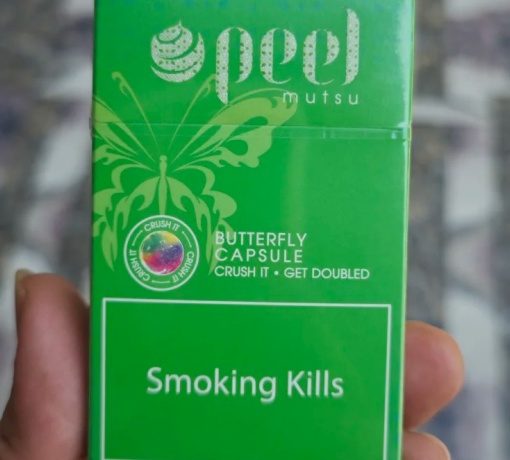 peel
mutsu
CRUSH IT
CRUSH IT
CRUSH IT
BUTTERFLY
CAPSULE
CRUSH IT • GET DOUBLED
Smoking Kills